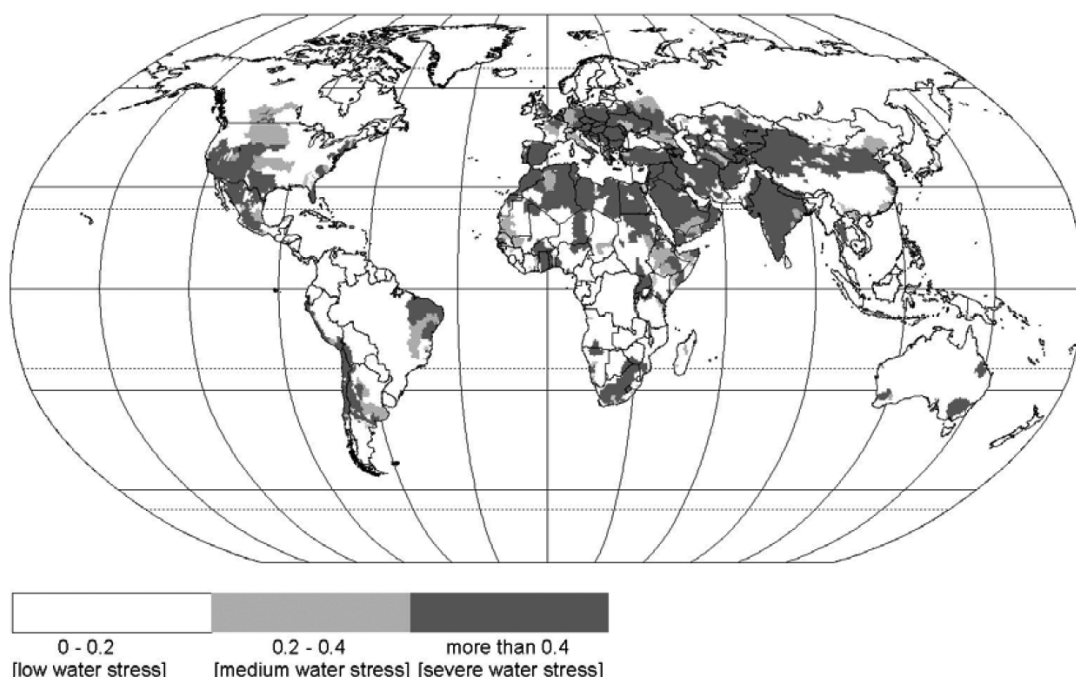 0 - 0.2 0.2 - 0.4 more than 0.4
[low water stress] [medium water stress] [severe water stress]